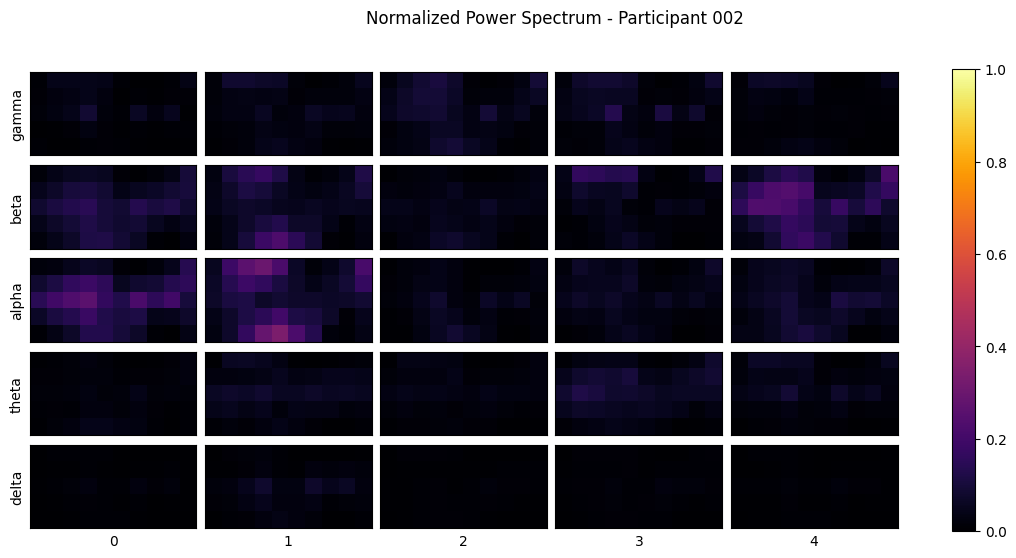 Normalized Power Spectrum - Participant 002
gamma
beta
alpha
theta
delta
0 1 2 3 4
1.0
0.8
0.6
0.4
0.2
0.0